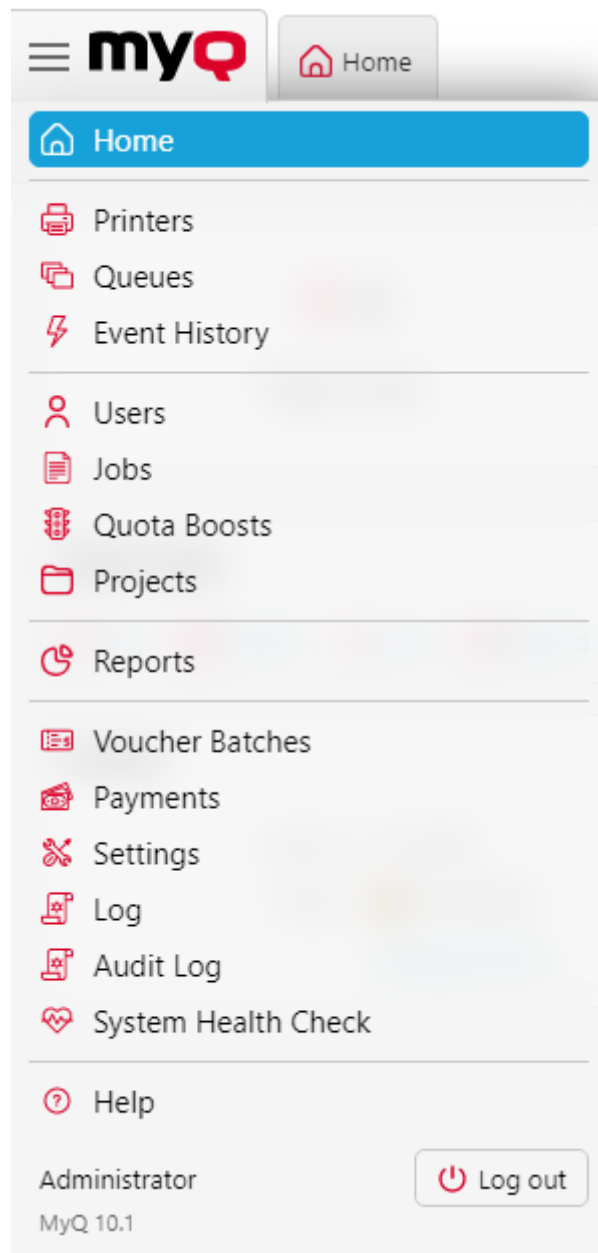 myQ
Home
Home
Printers
Queues
Event History
Users
Jobs
Quota Boosts
Projects
Reports
Voucher Batches
Payments
Settings
Log
Audit Log
System Health Check
Help
Administrator
Log out
MyQ 10.1